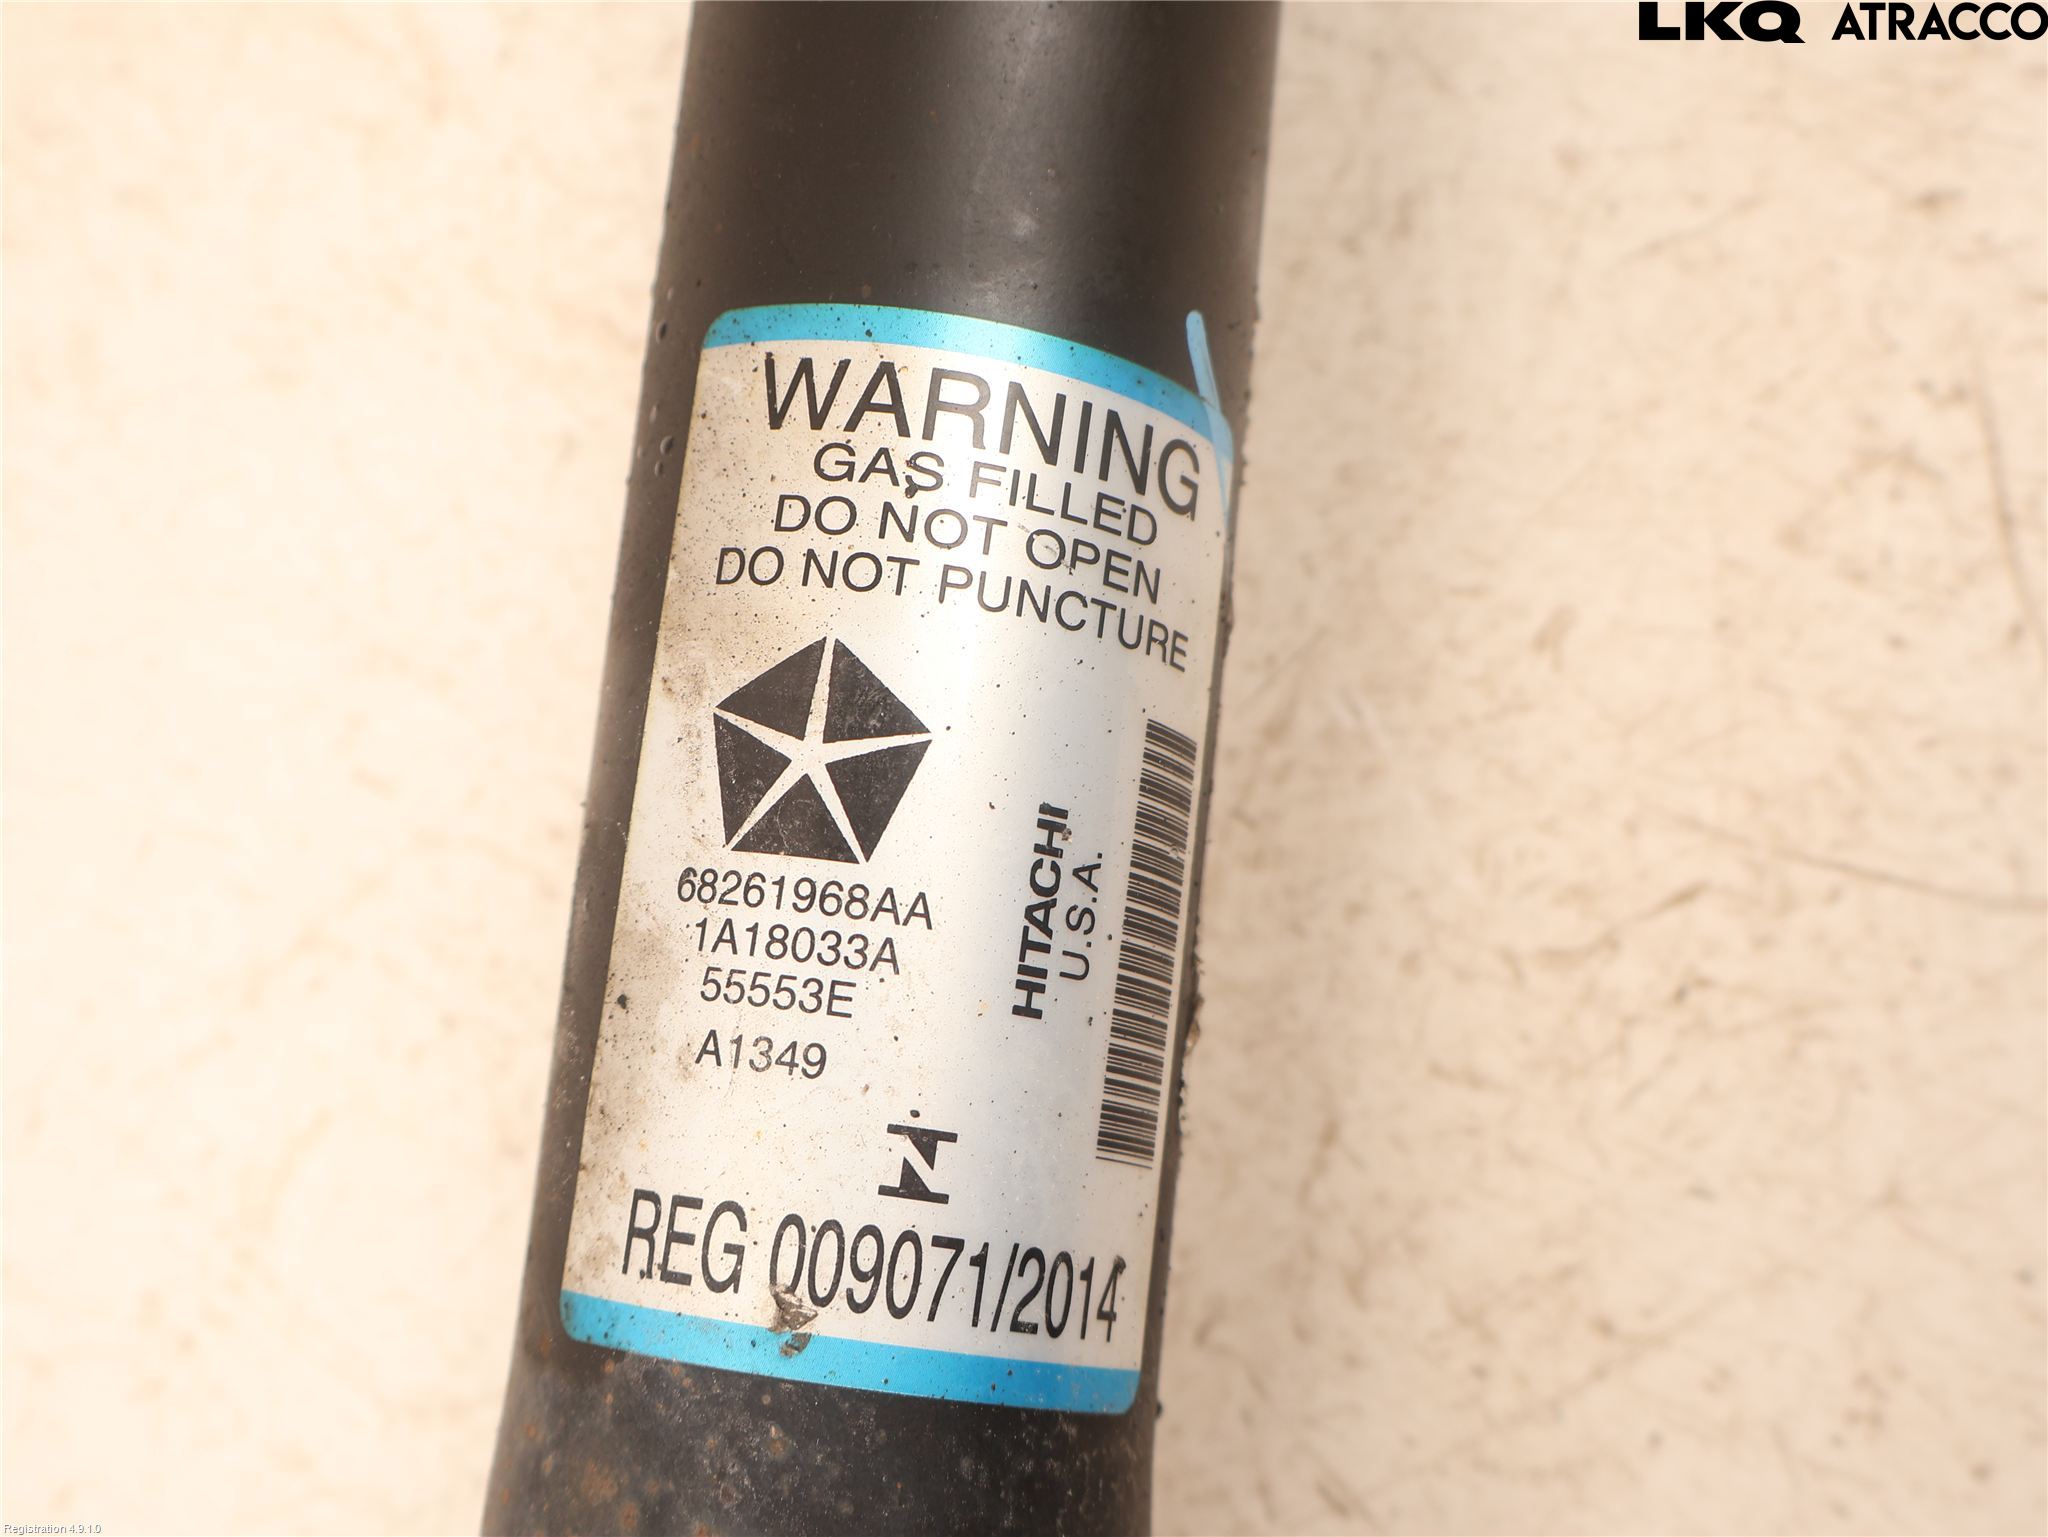 LKQ ATRACCO
WARNING
GAS FILLED
DO NOT OPEN
DO NOT PUNCTURE
68261968AA
1A18033A
55553E
A1349
HITACHI
U.S.A.
REG 009071/2014
Registration 4.9.1.0